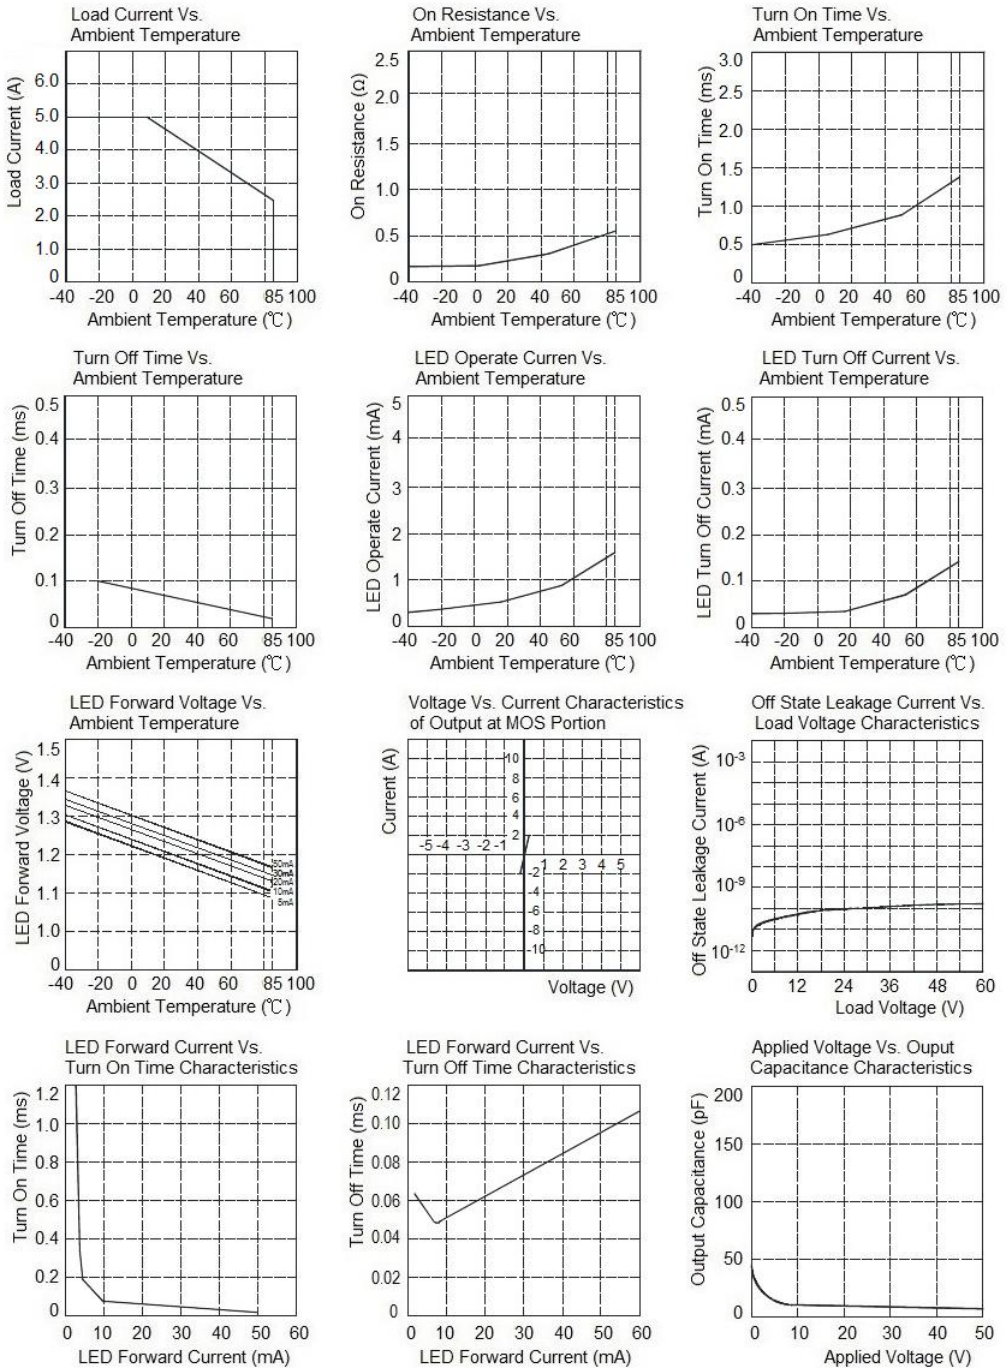 Load Current Vs.
Ambient Temperature
Load Current (A)
6.0
5.0
4.0
3.0
2.0
1.0
0
-40 -20 0 20 40 60 85 100
Ambient Temperature (℃)
On Resistance Vs.
Ambient Temperature
On Resistance (Ω)
2.5
2.0
1.5
1.0
0.5
0
-40 -20 0 20 40 60 85 100
Ambient Temperature (℃)
Turn On Time Vs.
Ambient Temperature
Turn On Time (ms)
3.0
2.5
2.0
1.5
1.0
0.5
0
-40 -20 0 20 40 60 85 100
Ambient Temperature (℃)
Turn Off Time Vs.
Ambient Temperature
Turn Off Time (ms)
0.5
0.4
0.3
0.2
0.1
0
-40 -20 0 20 40 60 85 100
Ambient Temperature (℃)
LED Operate Curren Vs.
Ambient Temperature
LED Operate Current (mA)
5
4
3
2
1
0
-40 -20 0 20 40 60 85 100
Ambient Temperature (℃)
LED Turn Off Current Vs.
Ambient Temperature
LED Turn Off Current (mA)
0.5
0.4
0.3
0.2
0.1
0
-40 -20 0 20 40 60 85 100
Ambient Temperature (℃)
LED Forward Voltage Vs.
Ambient Temperature
LED Forward Voltage (V)
1.5
1.4
1.3
1.2
1.1
1.0
0
50mA
30mA
20mA
10mA
5mA
-40 -20 0 20 40 60 85 100
Ambient Temperature (℃)
Voltage Vs. Current Characteristics
of Output at MOS Portion
Current (A)
10
8
6
4
2
-5 -4 -3 -2 -1
1 2 3 4 5
-2
-4
-6
-8
-10
Voltage (V)
Off State Leakage Current Vs.
Load Voltage Characteristics
Off State Leakage Current (A)
10-3
10-6
10-9
10-12
0 12 24 36 48 60
Load Voltage (V)
LED Forward Current Vs.
Turn On Time Characteristics
Turn On Time (ms)
1.2
1.0
0.8
0.6
0.4
0.2
0
0 10 20 30 40 50 60
LED Forward Current (mA)
LED Forward Current Vs.
Turn Off Time Characteristics
Turn Off Time (ms)
0.12
0.10
0.08
0.06
0.04
0.02
0
0 10 20 30 40 50 60
LED Forward Current (mA)
Applied Voltage Vs. Ouput
Capacitance Characteristics
Output Capacitance (pF)
200
150
100
50
0
0 10 20 30 40 50
Applied Voltage (V)